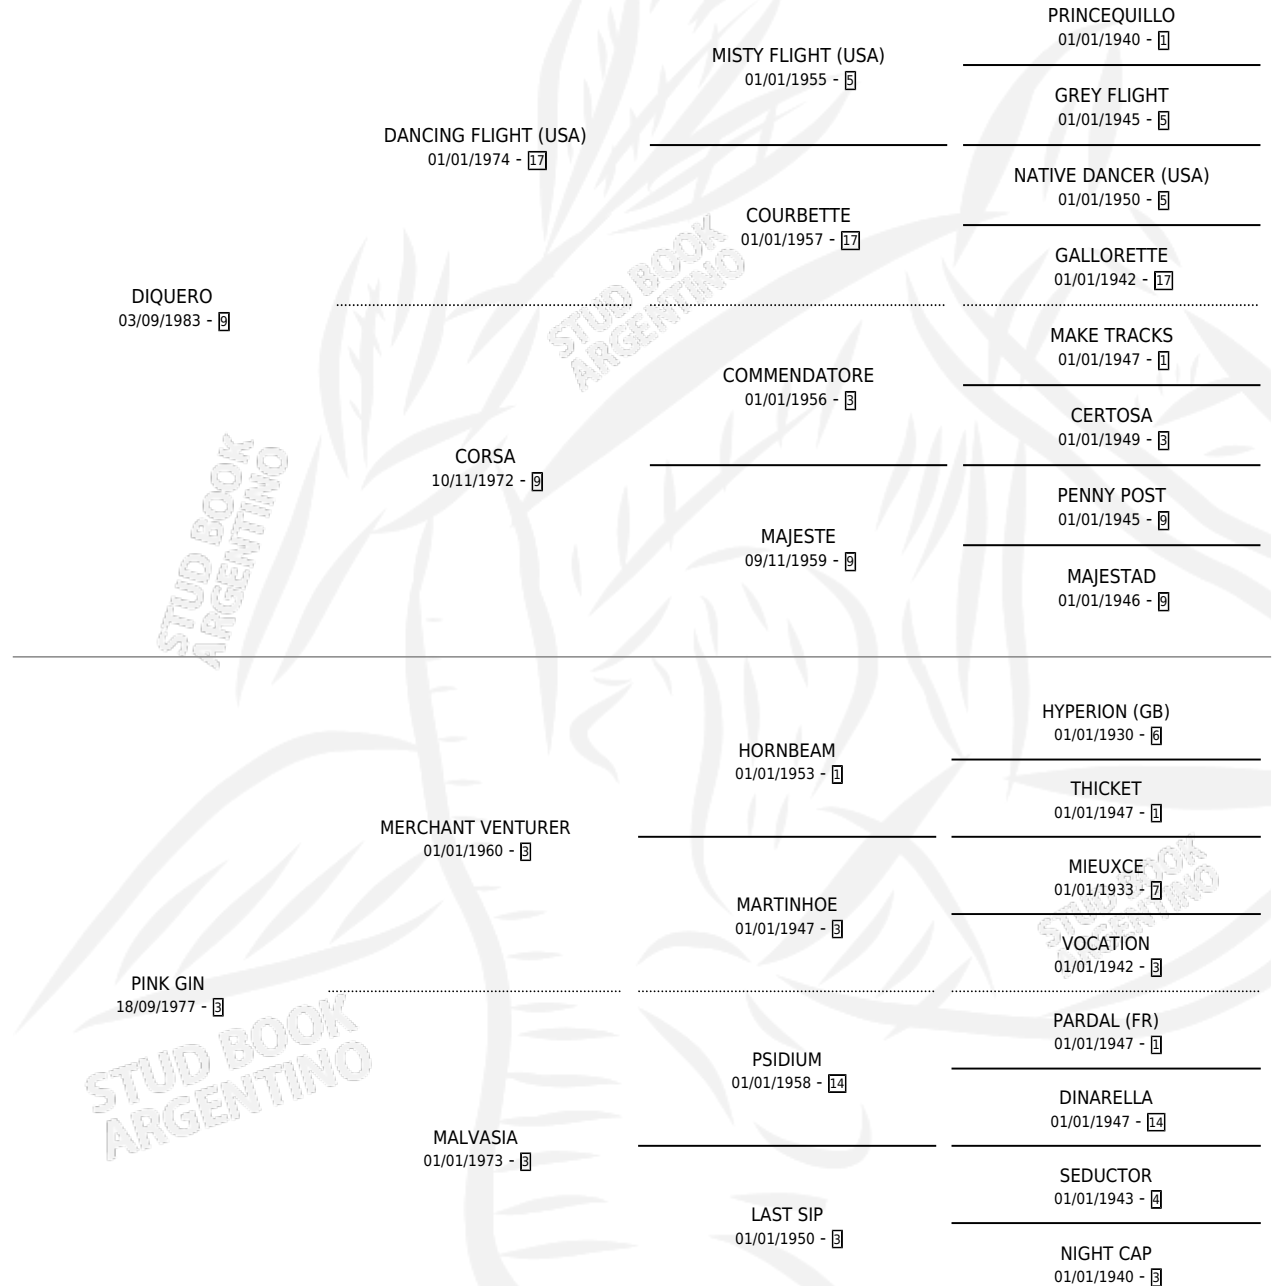 PRINCEQUILLO
01/01/1940 - 1
MISTY FLIGHT (USA)
01/01/1955 - 5
GREY FLIGHT
01/01/1945 - 5
DANCING FLIGHT (USA)
01/01/1974 - 17
NATIVE DANCER (USA)
01/01/1950 - 5
COURBETTE
01/01/1957 - 17
GALLORETTE
01/01/1942 - 17
DIQUERO
03/09/1983 - 9
MAKE TRACKS
01/01/1947 - 1
COMMENDATORE
01/01/1956 - 3
CERTOSA
01/01/1949 - 3
CORSA
10/11/1972 - 9
PENNY POST
01/01/1945 - 9
MAJESTE
09/11/1959 - 9
MAJESTAD
01/01/1946 - 9
HYPERION (GB)
01/01/1930 - 6
HORNBEAM
01/01/1953 - 1
THICKET
01/01/1947 - 1
MERCHANT VENTURER
01/01/1960 - 3
MIEUXCE
01/01/1933 - 7
MARTINHOE
01/01/1947 - 3
VOCATION
01/01/1942 - 3
PINK GIN
18/09/1977 - 3
PARDAL (FR)
01/01/1947 - 1
PSIDIUM
01/01/1958 - 14
DINARELLA
01/01/1947 - 14
MALVASIA
01/01/1973 - 3
SEDUCTOR
01/01/1943 - 4
LAST SIP
01/01/1950 - 3
NIGHT CAP
01/01/1940 - 3
STUD BOOK
ARGENTINO
STUD BOOK
ARGENTINO
STUD BOOK
ARGENTINO
STUD BOOK
ARGENTINO